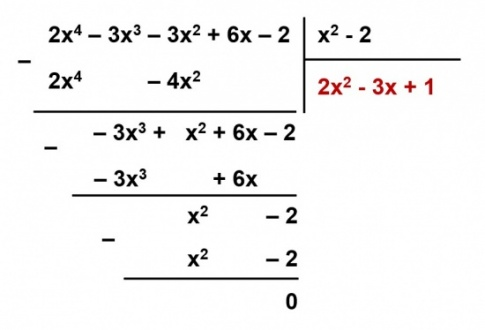 2x⁴ – 3x³ – 3x² + 6x – 2 | x² - 2
–
2x⁴ – 4x² | 2x² - 3x + 1
– 3x³ + x² + 6x – 2
–
– 3x³ + 6x
x² – 2
–
x² – 2
0